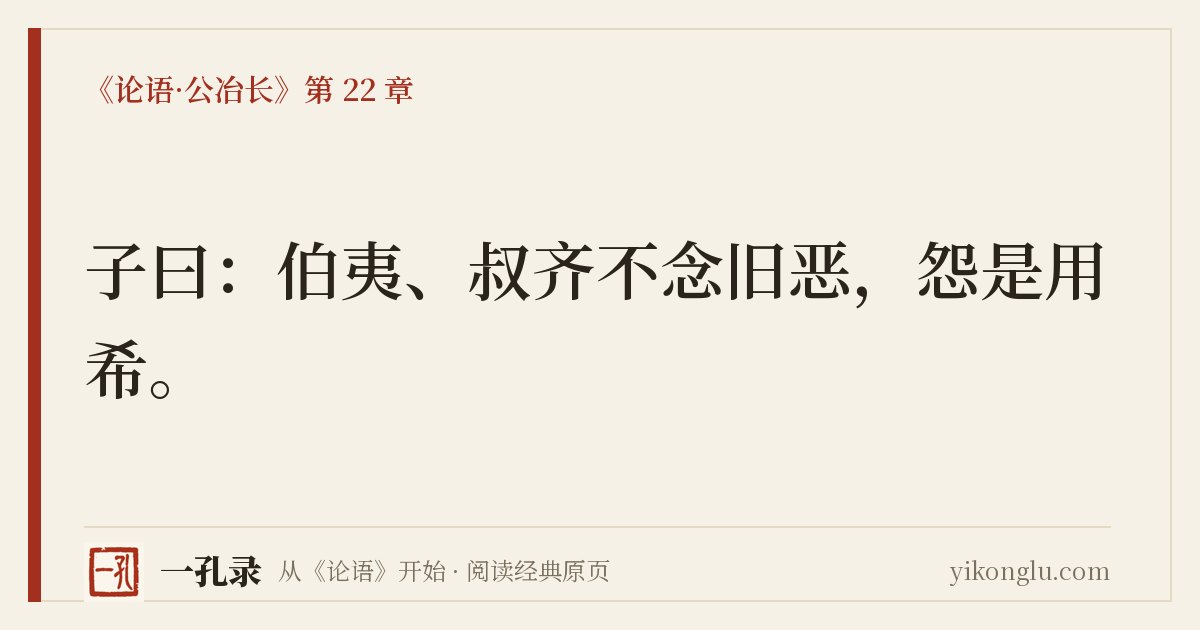 《论语·公冶长》第 22 章
子曰：伯夷、叔齐不念旧恶，怨是用
希。
一孔
一孔录 从《论语》开始 · 阅读经典原页 yikonglu.com